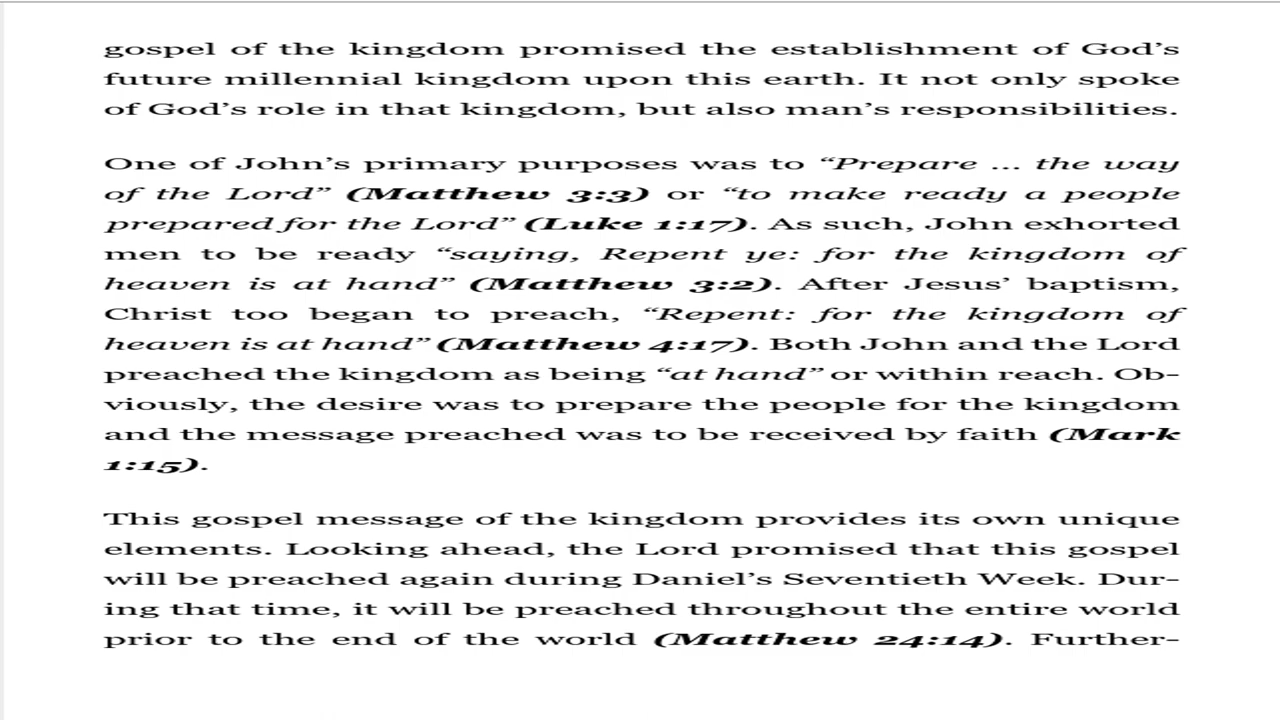 gospel of the kingdom promised the establishment of God’s
future millennial kingdom upon this earth. It not only spoke
of God’s role in that kingdom, but also man’s responsibilities.
One of John’s primary purposes was to “Prepare ... the way
of the Lord” (Matthew 3:3) or “to make ready a people
prepared for the Lord” (Luke 1:17). As such, John exhorted
men to be ready “saying, Repent ye: for the kingdom of
heaven is at hand” (Matthew 3:2). After Jesus’ baptism,
Christ too began to preach, “Repent: for the kingdom of
heaven is at hand” (Matthew 4:17). Both John and the Lord
preached the kingdom as being “at hand” or within reach. Ob-
viously, the desire was to prepare the people for the kingdom
and the message preached was to be received by faith (Mark
1:15).
This gospel message of the kingdom provides its own unique
elements. Looking ahead, the Lord promised that this gospel
will be preached again during Daniel’s Seventieth Week. Dur-
ing that time, it will be preached throughout the entire world
prior to the end of the world (Matthew 24:14). Further-